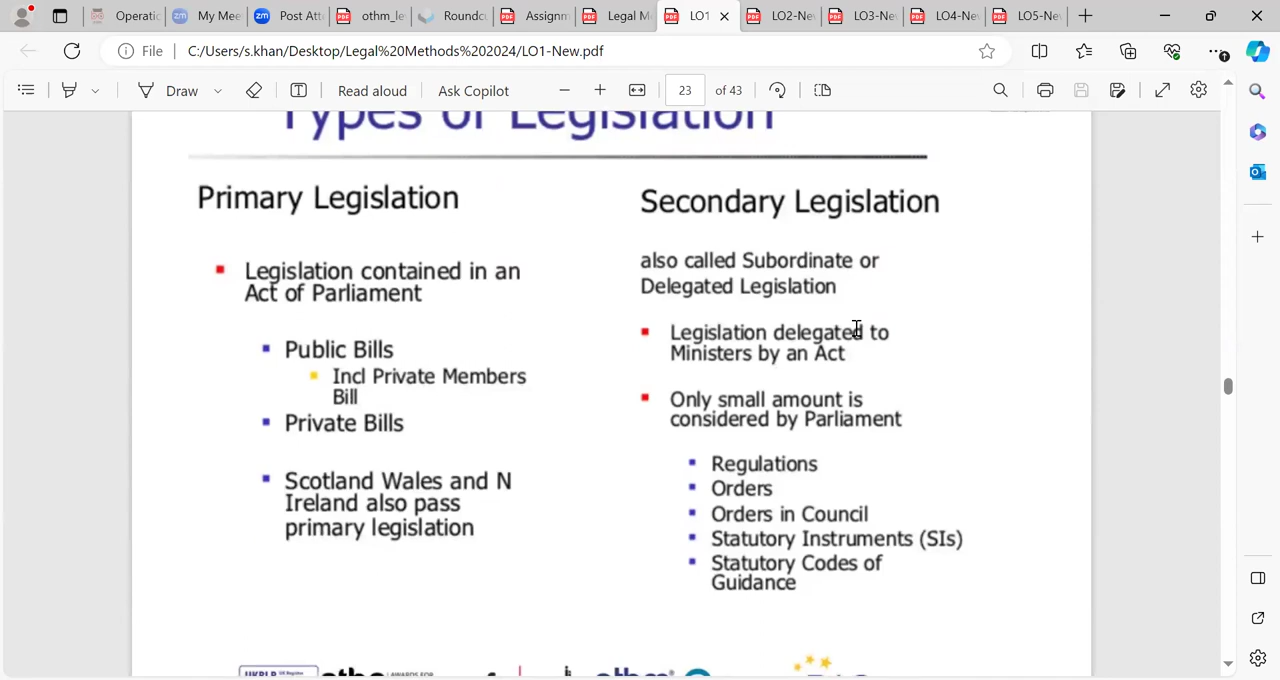 Operatic
My Mee
Post Atte
othm_le
Roundc
Assignm
Legal M
LO1
LO2-Ne
LO3-Ne
LO4-Ne
LO5-Ne
File
C:/Users/s.khan/Desktop/Legal%20Methods%202024/LO1-New.pdf
Draw
Read aloud
Ask Copilot
23 of 43
Types of Legislation
Primary Legislation
Legislation contained in an
Act of Parliament
Public Bills
Incl Private Members
Bill
Private Bills
Scotland Wales and N
Ireland also pass
primary legislation
Secondary Legislation
also called Subordinate or
Delegated Legislation
Legislation delegated to
Ministers by an Act
Only small amount is
considered by Parliament
Regulations
Orders
Orders in Council
Statutory Instruments (SIs)
Statutory Codes of
Guidance